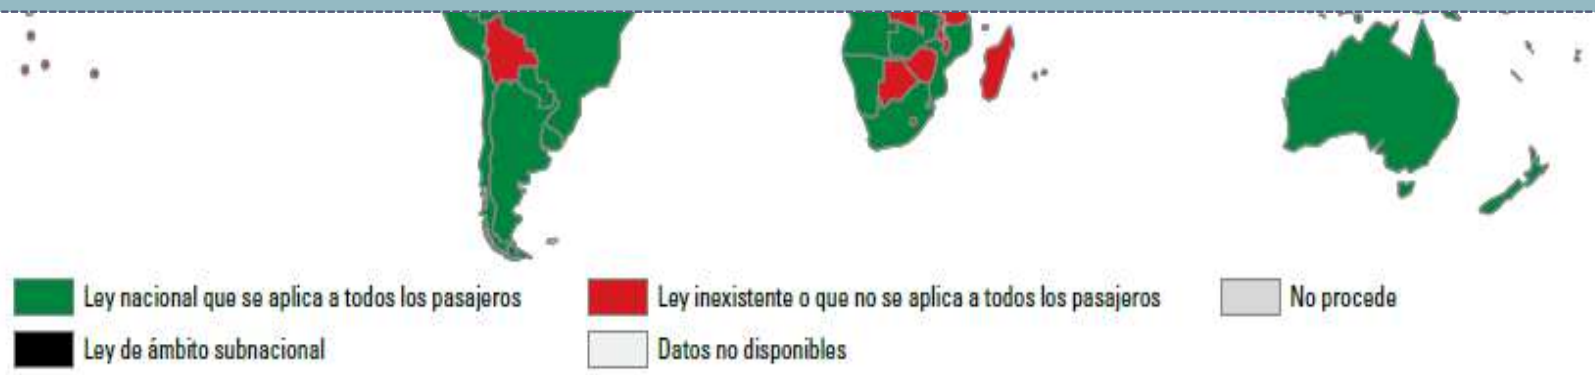 Ley nacional que se aplica a todos los pasajeros
Ley inexistente o que no se aplica a todos los pasajeros
No procede
Ley de ámbito subnacional
Datos no disponibles